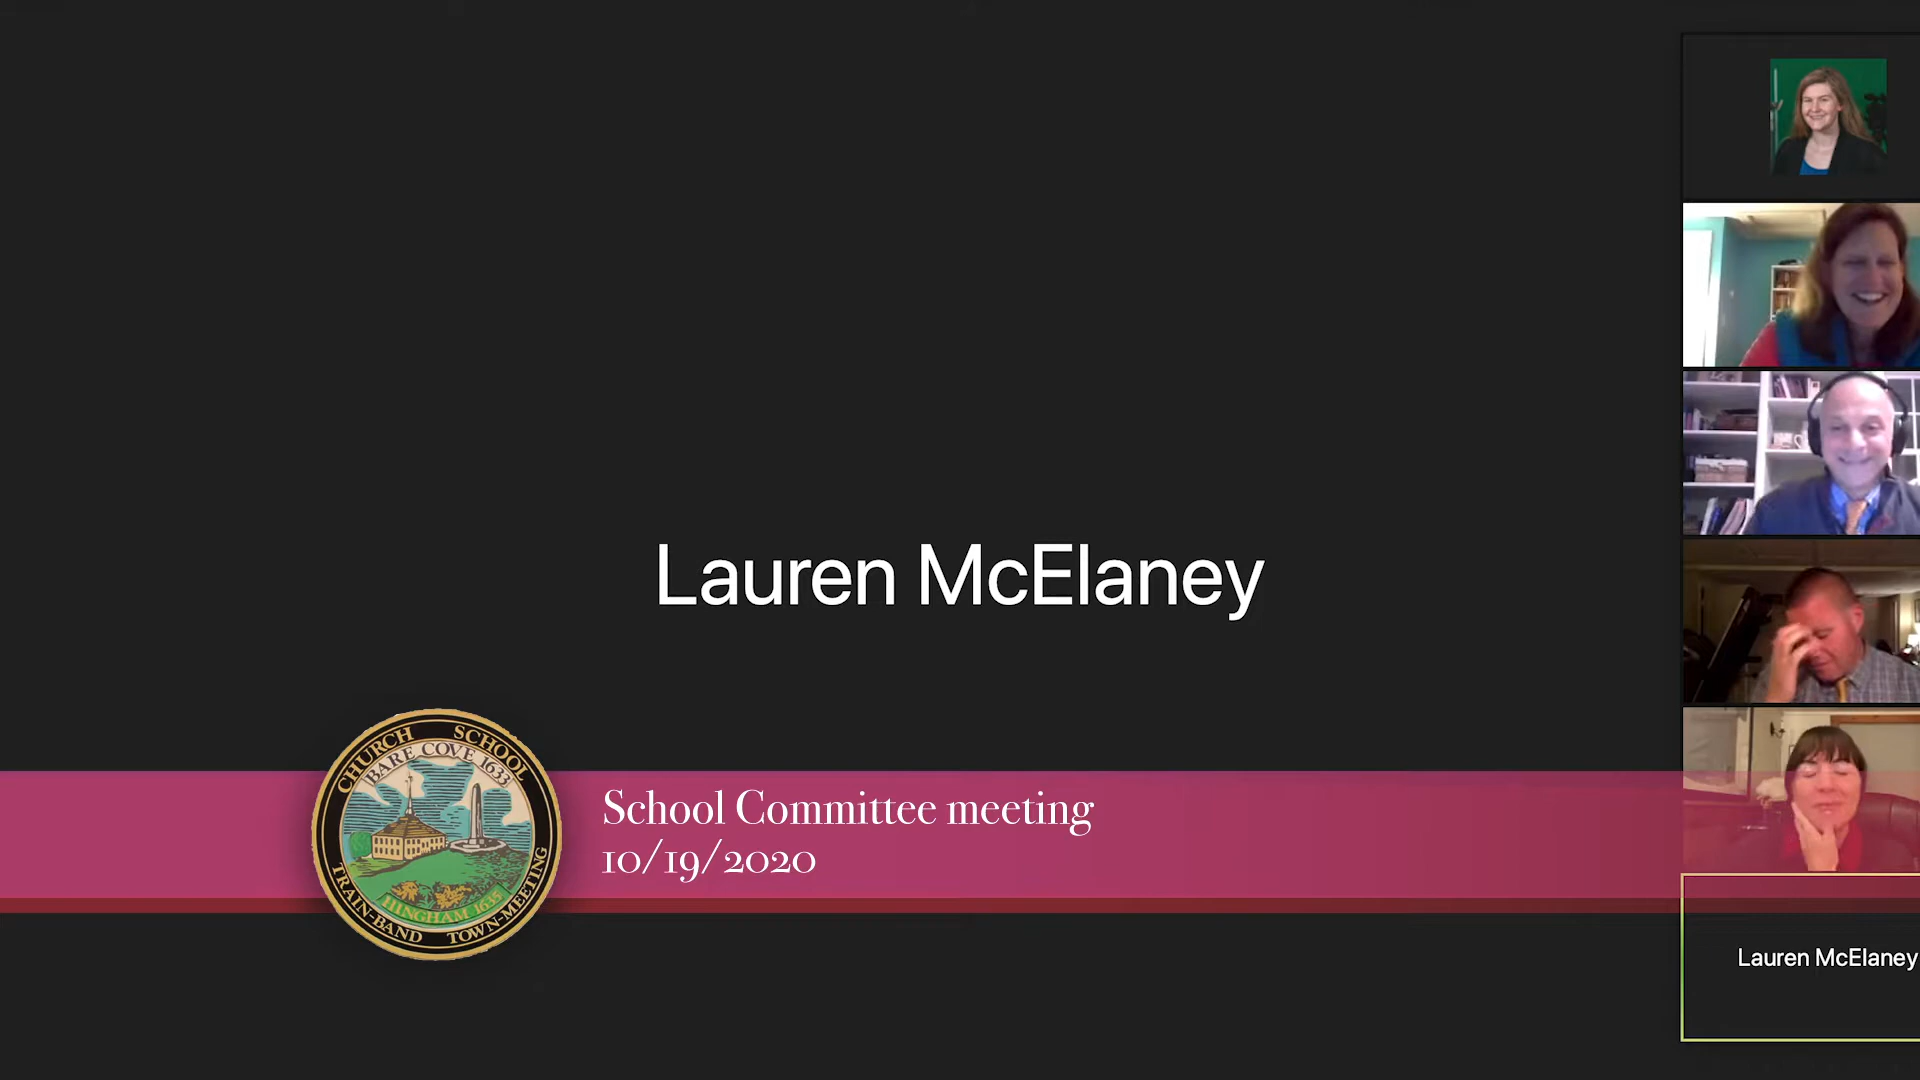 Lauren McElaney
CHURCH SCHOOL
BARE COVE 1633
HINGHAM 1635
TRAIN-BAND TOWN-MEETING
School Committee meeting
10/19/2020
Lauren McElaney